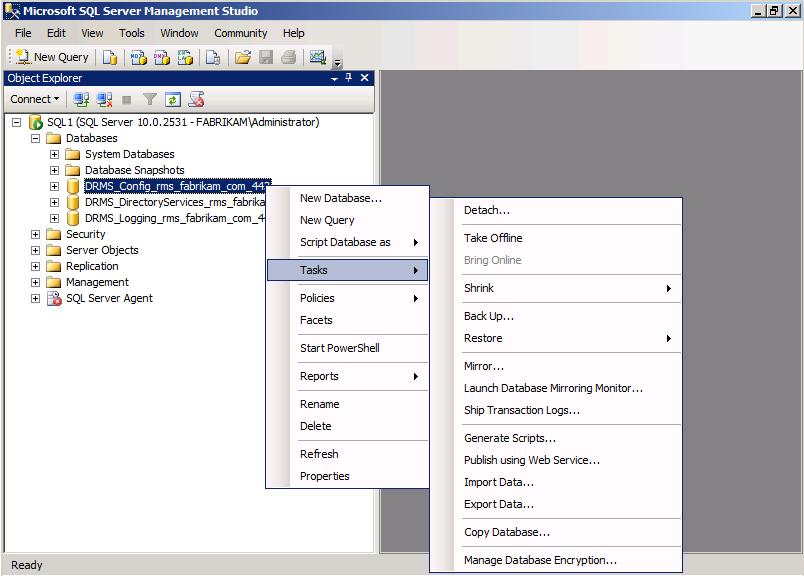 Microsoft SQL Server Management Studio
File Edit View Tools Window Community Help
New Query
Object Explorer
Connect
SQL1 (SQL Server 10.0.2531 - FABRIKAM\Administrator)
Databases
System Databases
Database Snapshots
DRMS_Config_rms_fabrikam_com_443
DRMS_DirectoryServices_rms_fabrika
DRMS_Logging_rms_fabrikam_com_4
Security
Server Objects
Replication
Management
SQL Server Agent
New Database...
New Query
Script Database as
Tasks
Policies
Facets
Start PowerShell
Reports
Rename
Delete
Refresh
Properties
Detach...
Take Offline
Bring Online
Shrink
Back Up...
Restore
Mirror...
Launch Database Mirroring Monitor...
Ship Transaction Logs...
Generate Scripts...
Publish using Web Service...
Import Data...
Export Data...
Copy Database...
Manage Database Encryption...
Ready